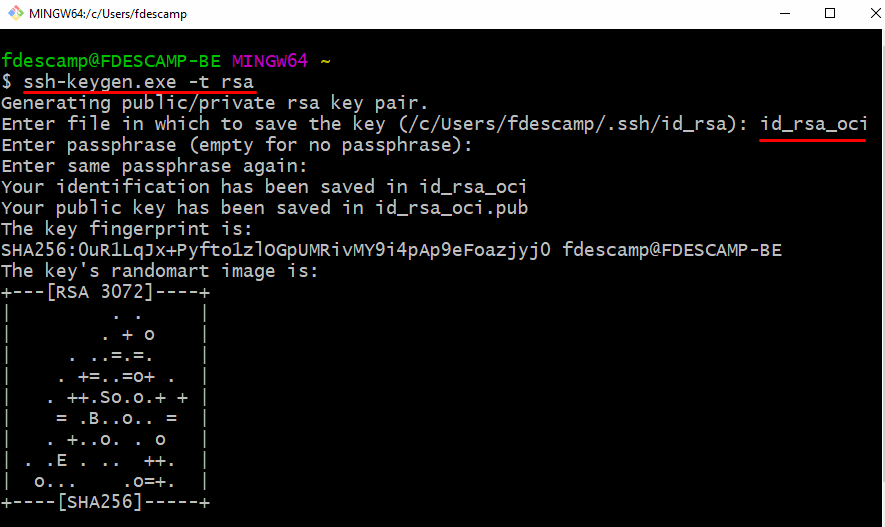 MINGW64:/c/Users/fdescamp
fdescamp@FDESCAMP-BE MINGW64 ~
$ ssh-keygen.exe -t rsa
Generating public/private rsa key pair.
Enter file in which to save the key (/c/Users/fdescamp/.ssh/id_rsa): id_rsa_oci
Enter passphrase (empty for no passphrase):
Enter same passphrase again:
Your identification has been saved in id_rsa_oci
Your public key has been saved in id_rsa_oci.pub
The key fingerprint is:
SHA256:0uR1LqJx+Pyfto1zlOGpUMRivMY9i4pAp9eFoazjyj0 fdescamp@FDESCAMP-BE
The key's randomart image is:
+---[RSA 3072]----+
|         . .     |
|        . + o    |
|     . ..=.=.    |
|    . +=..=o+ .  |
|   . ++.So.o.+ + |
|    = .B..o.. =  |
|   . +..o. . o   |
| . .E . ..  ++.  |
|  o...    .o=+.  |
+----[SHA256]-----+